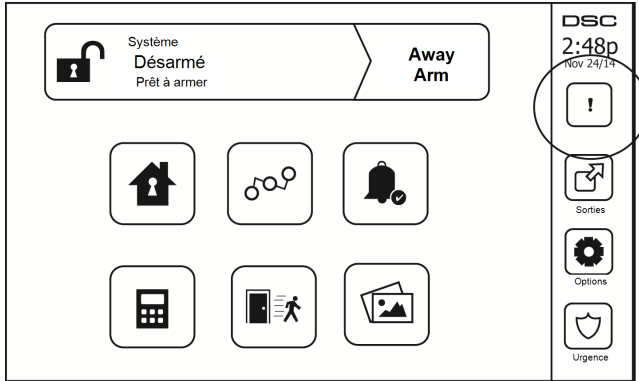 Système
Désarmé
Prêt à armer
Away
Arm
DSC
2:48p
Nov 24/14
!
Sorties
Options
Urgence